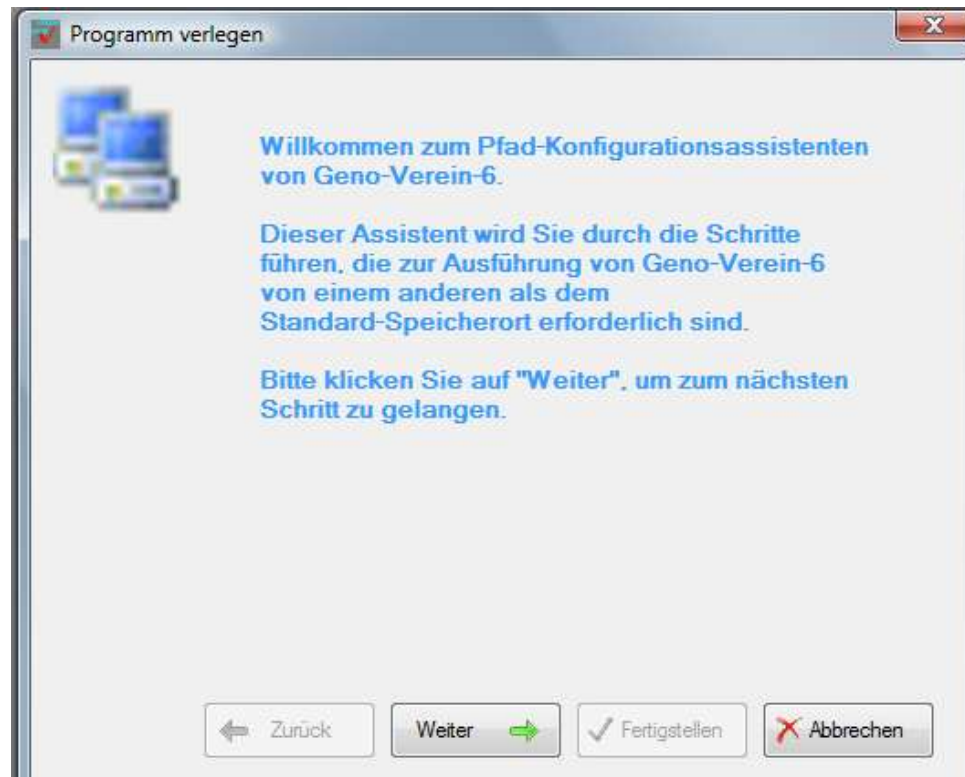 Programm verlegen
Willkommen zum Pfad-Konfigurationsassistenten
von Geno-Verein-6.
Dieser Assistent wird Sie durch die Schritte
führen, die zur Ausführung von Geno-Verein-6
von einem anderen als dem
Standard-Speicherort erforderlich sind.
Bitte klicken Sie auf "Weiter", um zum nächsten
Schritt zu gelangen.
Zurück Weiter Fertigstellen Abbrechen